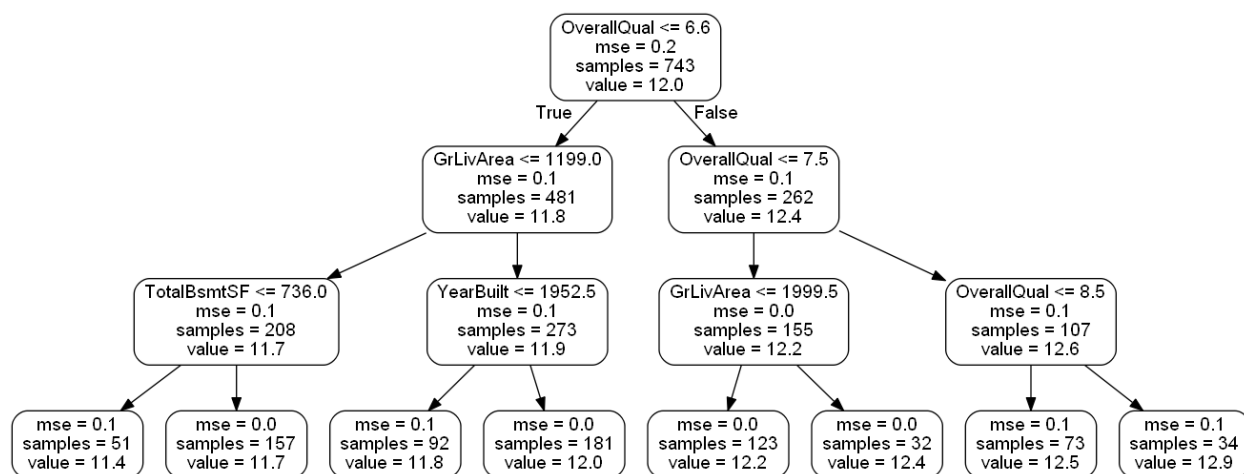 OverallQual <= 6.6
mse = 0.2
samples = 743
value = 12.0
True
False
GrLivArea <= 1199.0
mse = 0.1
samples = 481
value = 11.8
OverallQual <= 7.5
mse = 0.1
samples = 262
value = 12.4
TotalBsmtSF <= 736.0
mse = 0.1
samples = 208
value = 11.7
YearBuilt <= 1952.5
mse = 0.1
samples = 273
value = 11.9
GrLivArea <= 1999.5
mse = 0.0
samples = 155
value = 12.2
OverallQual <= 8.5
mse = 0.1
samples = 107
value = 12.6
mse = 0.1
samples = 51
value = 11.4
mse = 0.0
samples = 157
value = 11.7
mse = 0.1
samples = 92
value = 11.8
mse = 0.0
samples = 181
value = 12.0
mse = 0.0
samples = 123
value = 12.2
mse = 0.0
samples = 32
value = 12.4
mse = 0.1
samples = 73
value = 12.5
mse = 0.1
samples = 34
value = 12.9